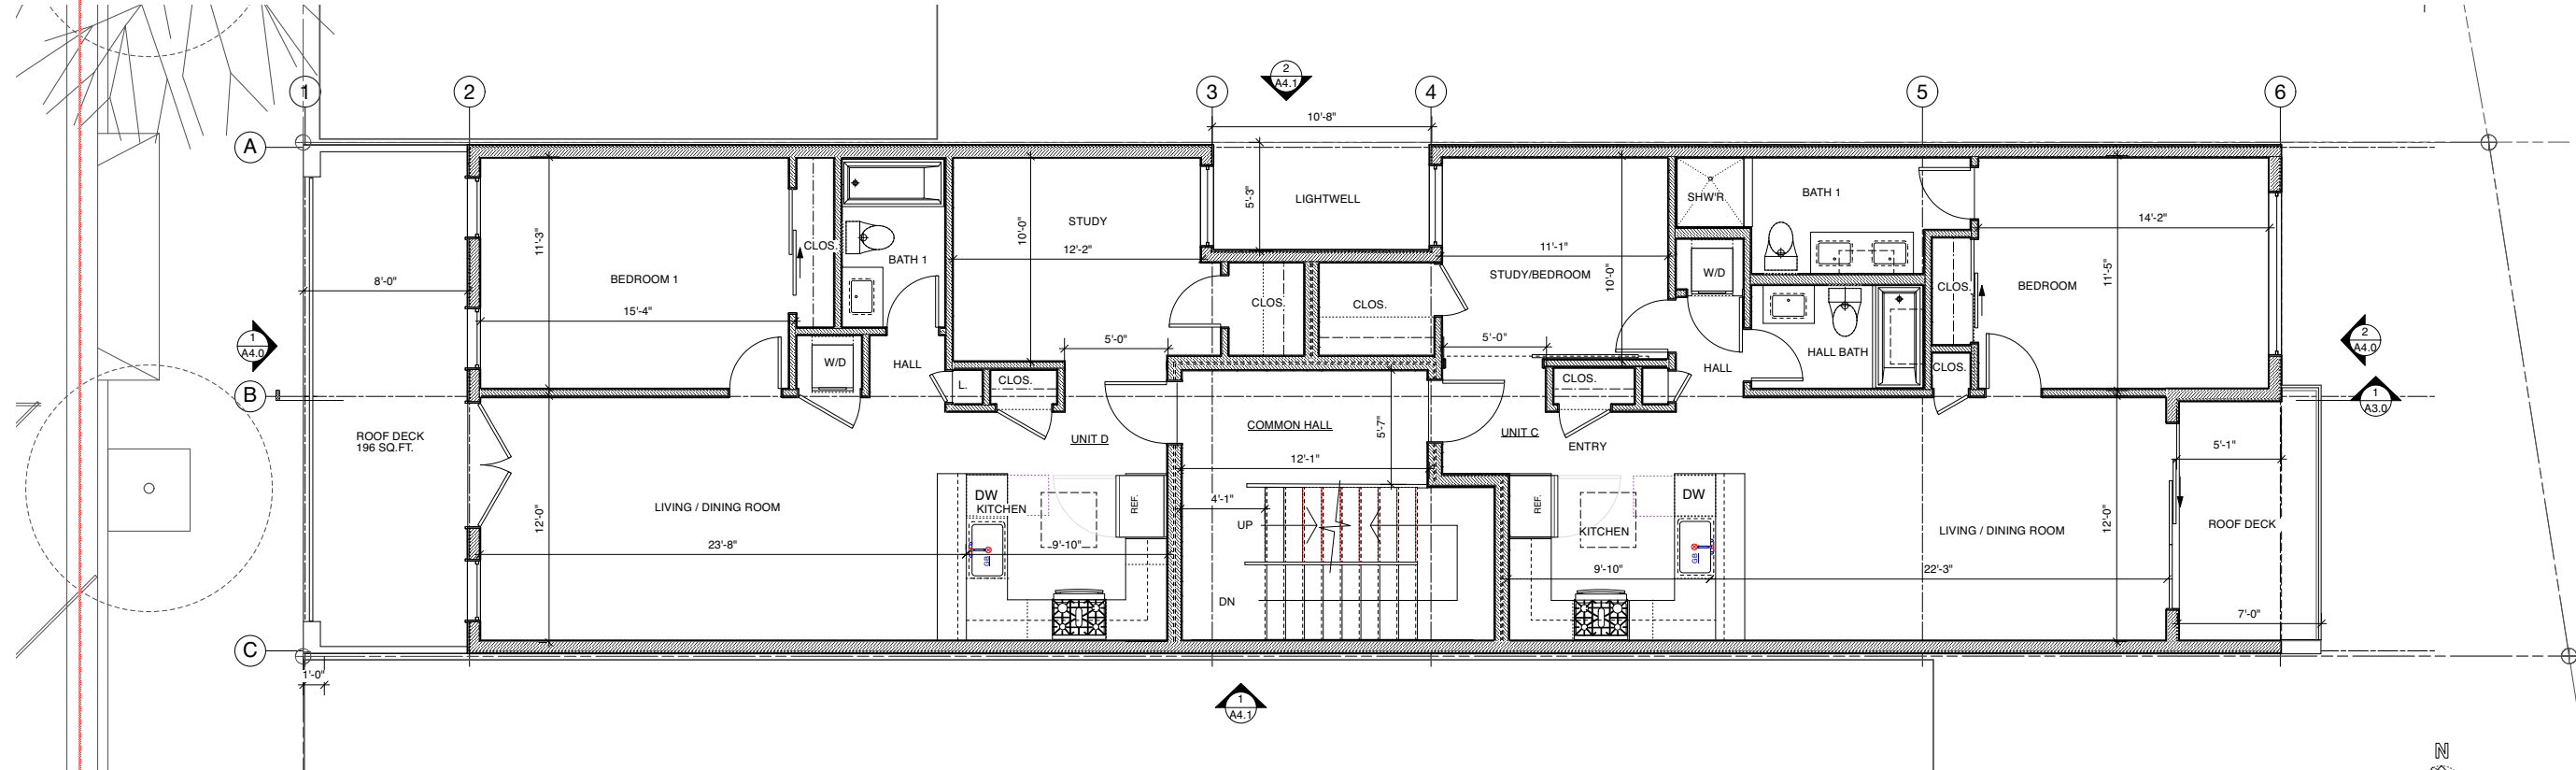 2
A4.1
1
2
3
4
5
6
10'-8"
A
5'-3"
LIGHTWELL
SHW'R
BATH 1
STUDY
10'-0"
12'-2"
11'-3"
CLOS.
BATH 1
14'-2"
11'-1"
STUDY/BEDROOM
10'-0"
W/D
11'-5"
BEDROOM 1
8'-0"
15'-4"
CLOS.
CLOS.
CLOS.
BEDROOM
1
A4.0
2
A4.0
5'-0"
5'-0"
W/D
HALL
HALL
HALL BATH
CLOS.
L.
CLOS.
CLOS.
B
1
A3.0
COMMON HALL
5'-7"
UNIT D
UNIT C
ENTRY
ROOF DECK
196 SQ.FT.
5'-1"
12'-1"
DW
KITCHEN
4'-1"
REF.
REF.
DW
LIVING / DINING ROOM
12'-0"
UP
KITCHEN
LIVING / DINING ROOM
12'-0"
ROOF DECK
23'-8"
9'-10"
GB
GB
9'-10"
22'-3"
DN
7'-0"
C
1'-0"
1
A4.1
N